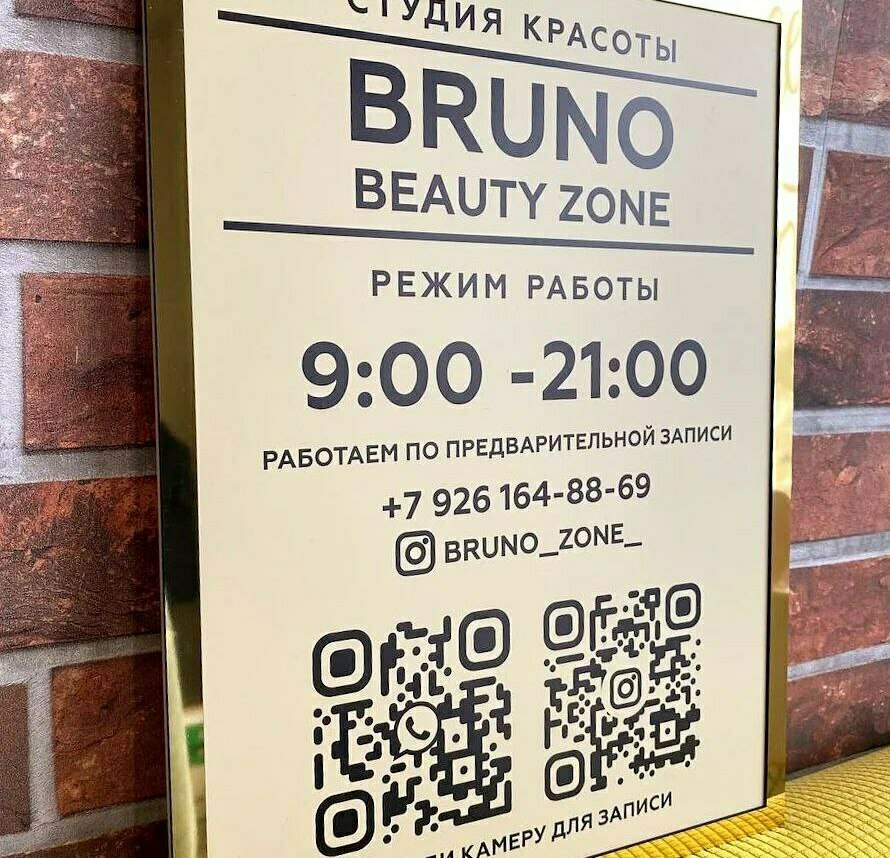 СТУДИЯ КРАСОТЫ
BRUNO
BEAUTY ZONE
РЕЖИМ РАБОТЫ
9:00 -21:00
РАБОТАЕМ ПО ПРЕДВАРИТЕЛЬНОЙ ЗАПИСИ
+7 926 164-88-69
BRUNO_ZONE_
КАМЕРУ ДЛЯ ЗАПИСИ